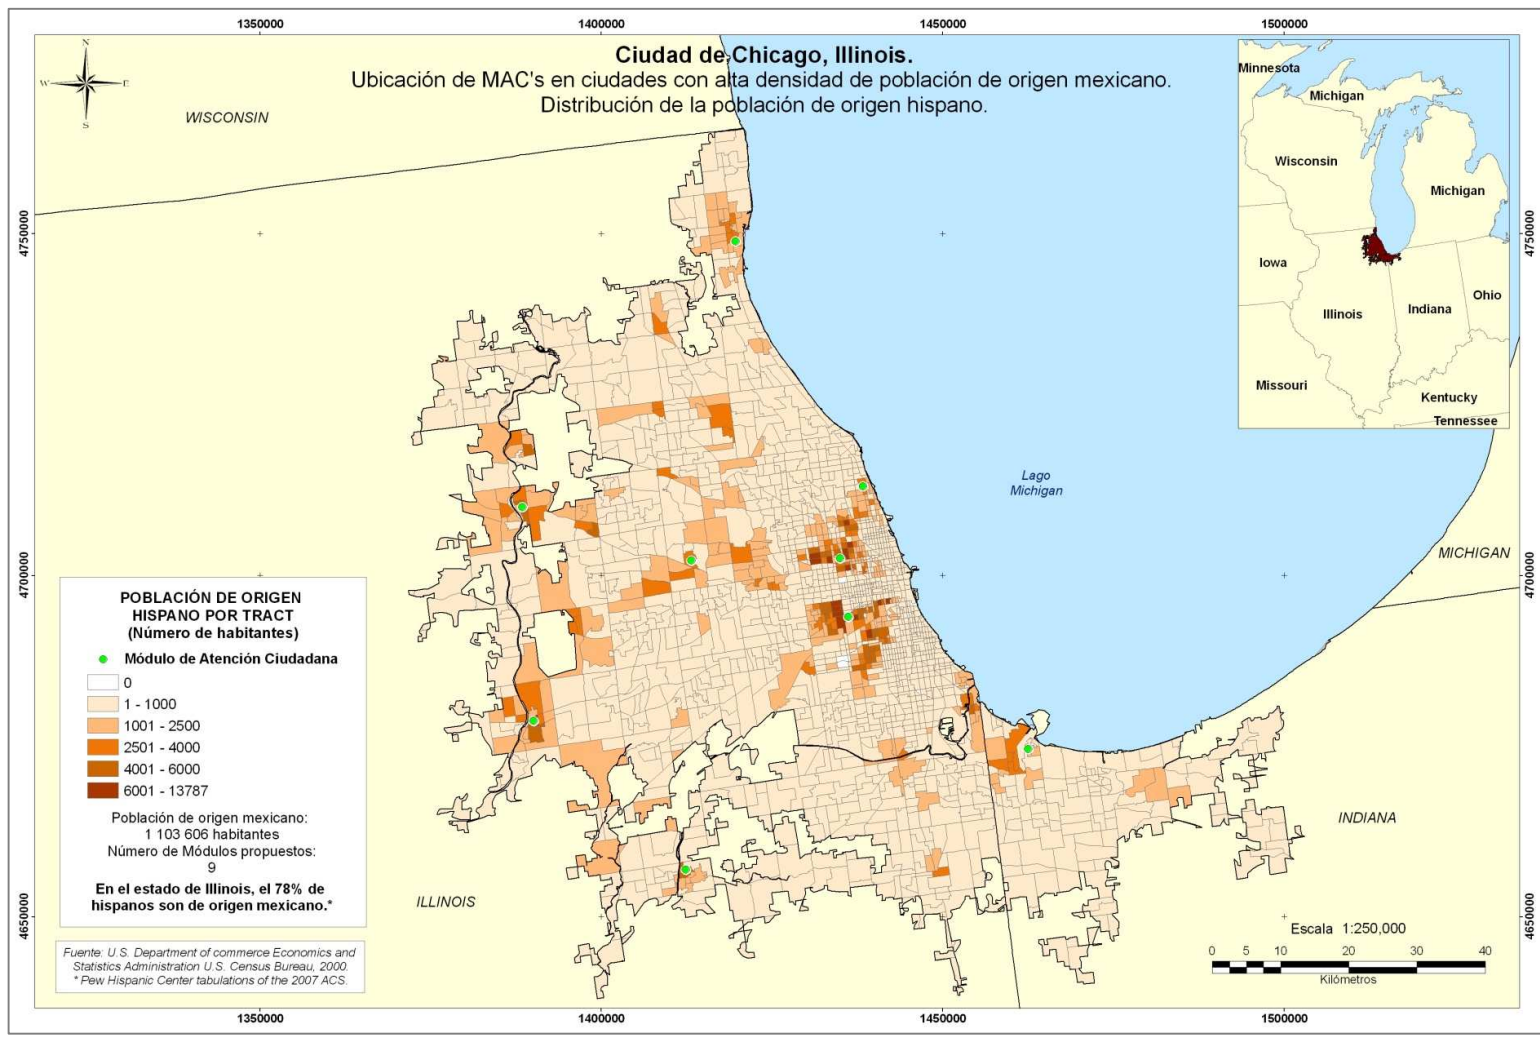 1350000
1400000
1450000
1500000
Ciudad de Chicago, Illinois.
Ubicación de MAC's en ciudades con alta densidad de población de origen mexicano.
Distribución de la población de origen hispano.
N
W
E
S
WISCONSIN
Minnesota
Michigan
Wisconsin
Michigan
Iowa
Illinois
Indiana
Ohio
Missouri
Kentucky
Tennessee
4750000
4750000
Lago
Michigan
MICHIGAN
4700000
4700000
POBLACIÓN DE ORIGEN
HISPANO POR TRACT
(Número de habitantes)
Módulo de Atención Ciudadana
0
1 - 1000
1001 - 2500
2501 - 4000
4001 - 6000
6001 - 13787
Población de origen mexicano:
1 103 606 habitantes
Número de Módulos propuestos:
9
En el estado de Illinois, el 78% de
hispanos son de origen mexicano.*
INDIANA
ILLINOIS
4650000
4650000
Escala 1:250,000
0 5 10 20 30 40
Kilómetros
Fuente: U.S. Department of commerce Economics and
Statistics Administration U.S. Census Bureau, 2000.
* Pew Hispanic Center tabulations of the 2007 ACS.
1350000
1400000
1450000
1500000